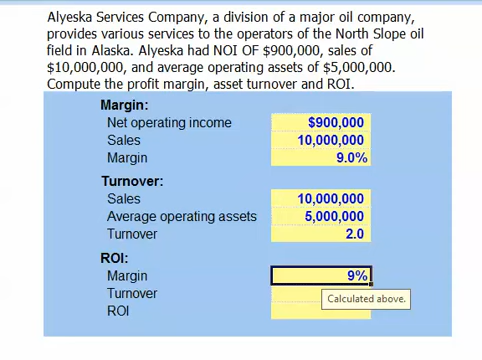 Alyeska Services Company, a division of a major oil company,
provides various services to the operators of the North Slope oil
field in Alaska. Alyeska had NOI OF $900,000, sales of
$10,000,000, and average operating assets of $5,000,000.
Compute the profit margin, asset turnover and ROI.
Margin:
Net operating income $900,000
Sales 10,000,000
Margin 9.0%
Turnover:
Sales 10,000,000
Average operating assets 5,000,000
Turnover 2.0
ROI:
Margin 9%
Turnover Calculated above.
ROI